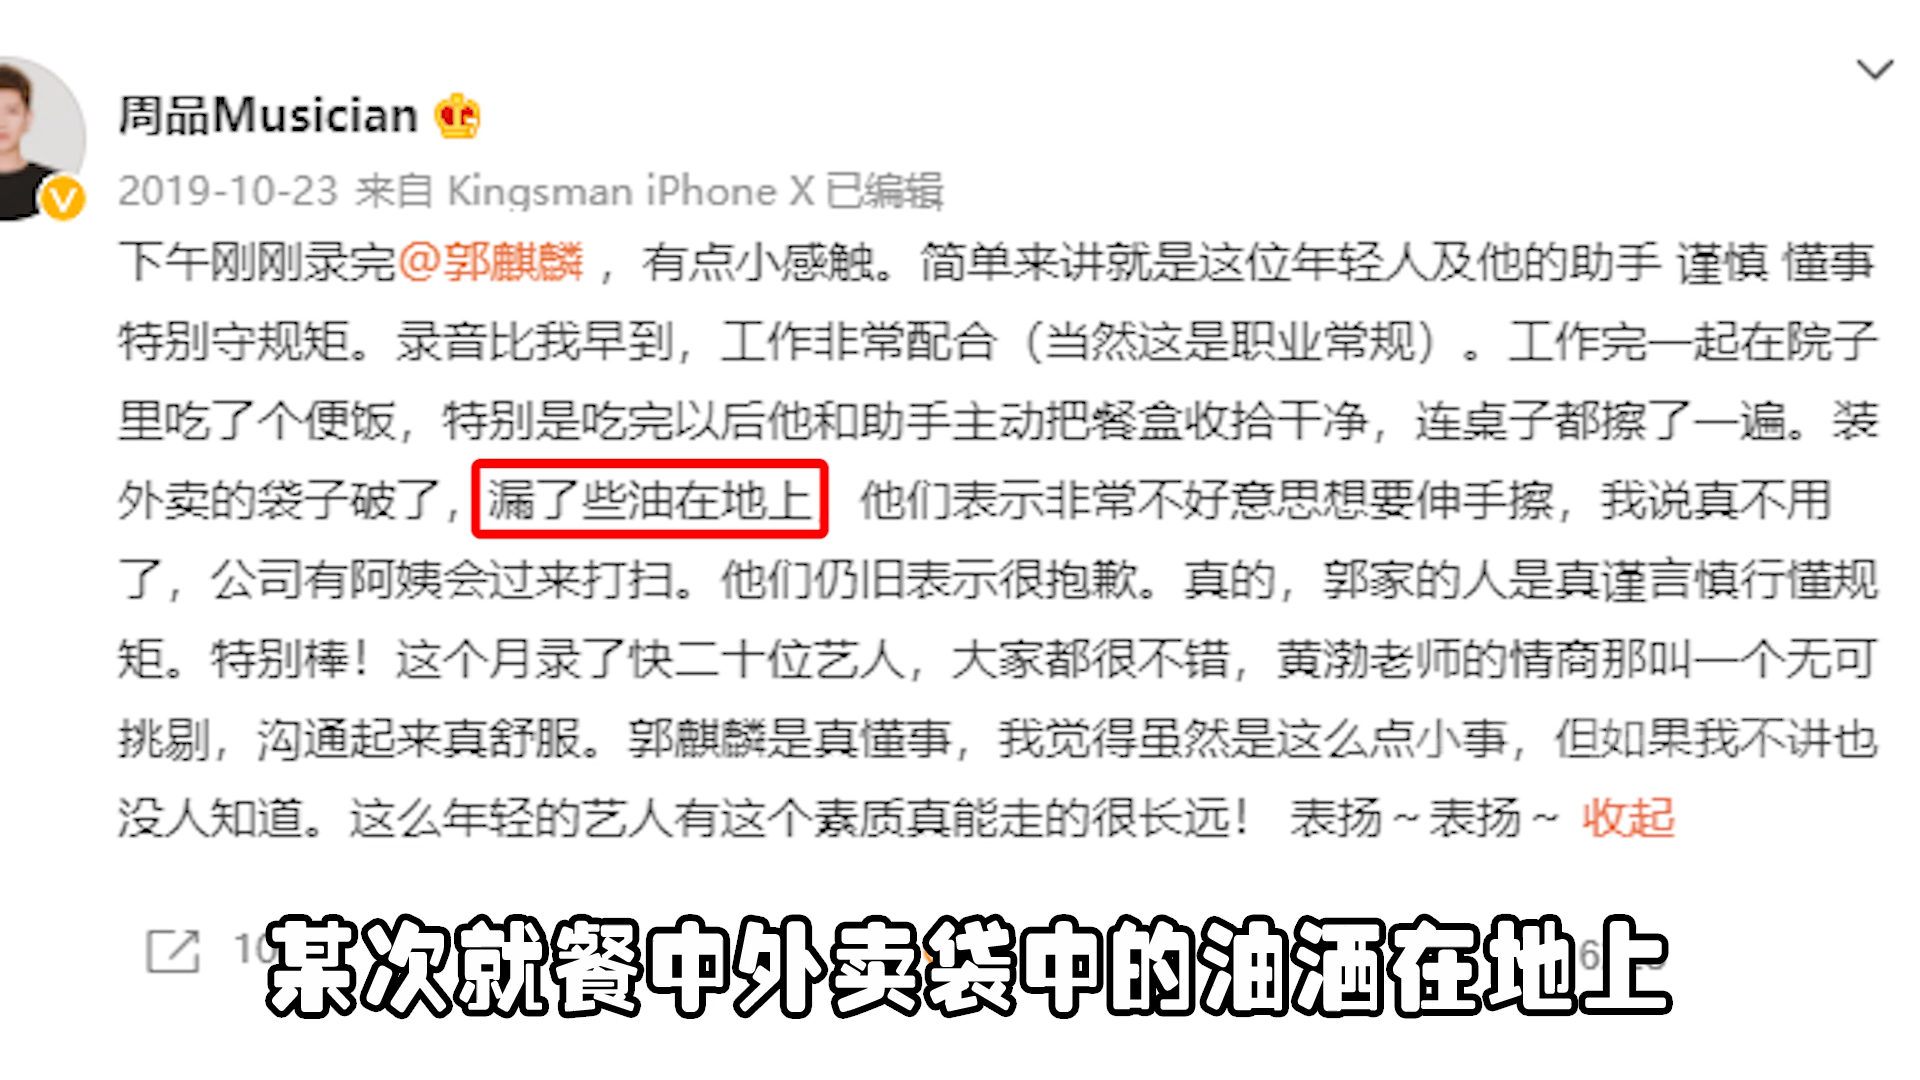 周品Musician
2019-10-23 来自 Kingsman iPhone X 已编辑
下午刚刚录完@郭麒麟 ，有点小感触。简单来讲就是这位年轻人及他的助手 谨慎 懂事
特别守规矩。录音比我早到，工作非常配合（当然这是职业常规）。工作完一起在院子
里吃了个便饭，特别是吃完以后他和助手主动把餐盒收拾干净，连桌子都擦了一遍。装
外卖的袋子破了，漏了些油在地上 他们表示非常不好意思想要伸手擦，我说真不用
了，公司有阿姨会过来打扫。他们仍旧表示很抱歉。真的，郭家的人是真谨言慎行懂规
矩。特别棒！这个月录了快二十位艺人，大家都很不错，黄渤老师的情商那叫一个无可
挑剔，沟通起来真舒服。郭麒麟是真懂事，我觉得虽然是这么点小事，但如果我不讲也
没人知道。这么年轻的艺人有这个素质真能走的很长远！ 表扬～表扬～ 收起
某次就餐中外卖袋中的油洒在地上